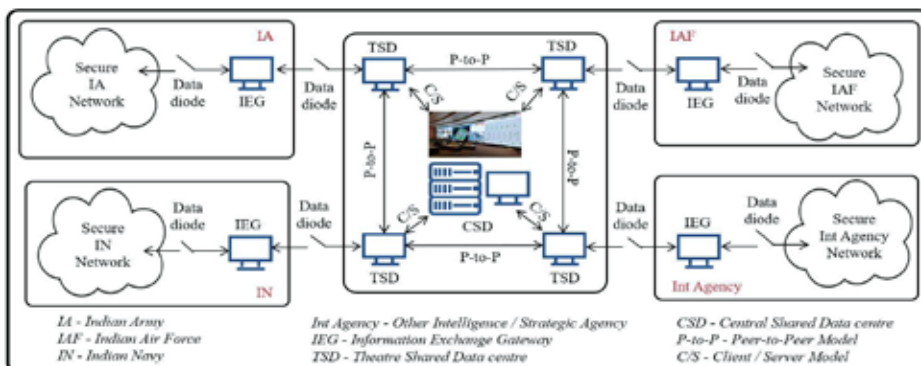 IA
Secure
IA
Network
Data
diode
IEG
Data
diode
TSD
P-to-P
TSD
C/S
C/S
P-to-P
P-to-P
C/S
C/S
CSD
TSD
P-to-P
TSD
IAF
Data
diode
IEG
Data
diode
Secure
IAF
Network
Secure
IN
Network
Data
diode
IEG
Data
diode
IN
Data
diode
IEG
Data
diode
Secure
Int Agency
Network
Int Agency
IA - Indian Army
IAF - Indian Air Force
IN - Indian Navy
Int Agency - Other Intelligence / Strategic Agency
IEG - Information Exchange Gateway
TSD - Theatre Shared Data centre
CSD - Central Shared Data centre
P-to-P - Peer-to-Peer Model
C/S - Client / Server Model